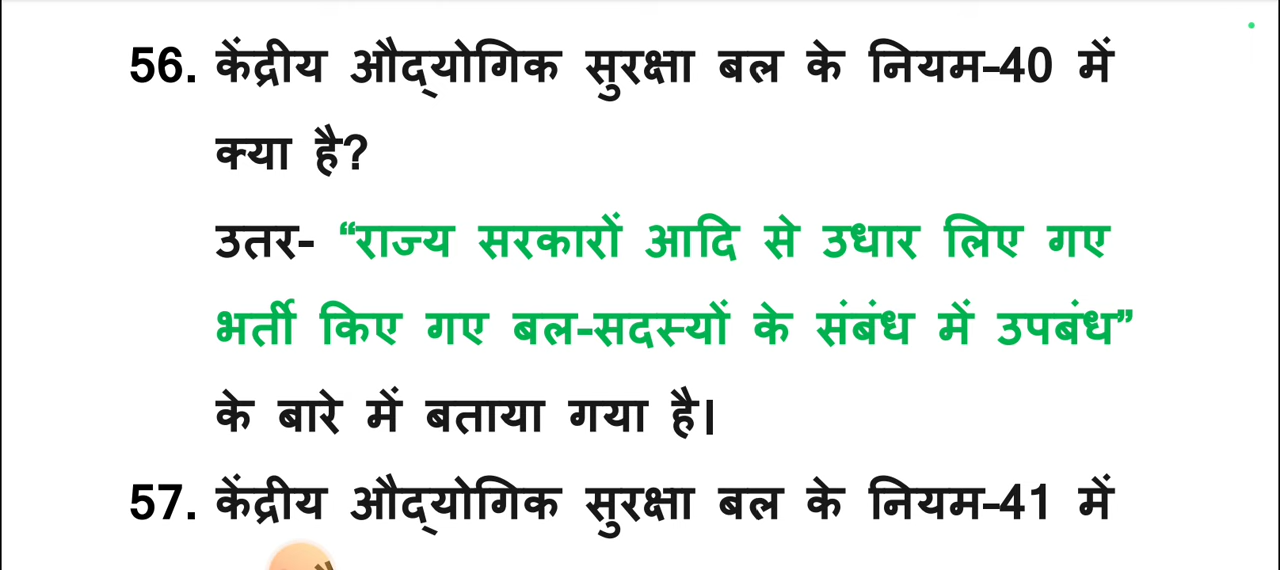 56. केंद्रीय औद्योगिक सुरक्षा बल के नियम-40 में
क्या है?
उतर- “राज्य सरकारों आदि से उधार लिए गए
भर्ती किए गए बल-सदस्यों के संबंध में उपबंध”
के बारे में बताया गया है।
57. केंद्रीय औद्योगिक सुरक्षा बल के नियम-41 में